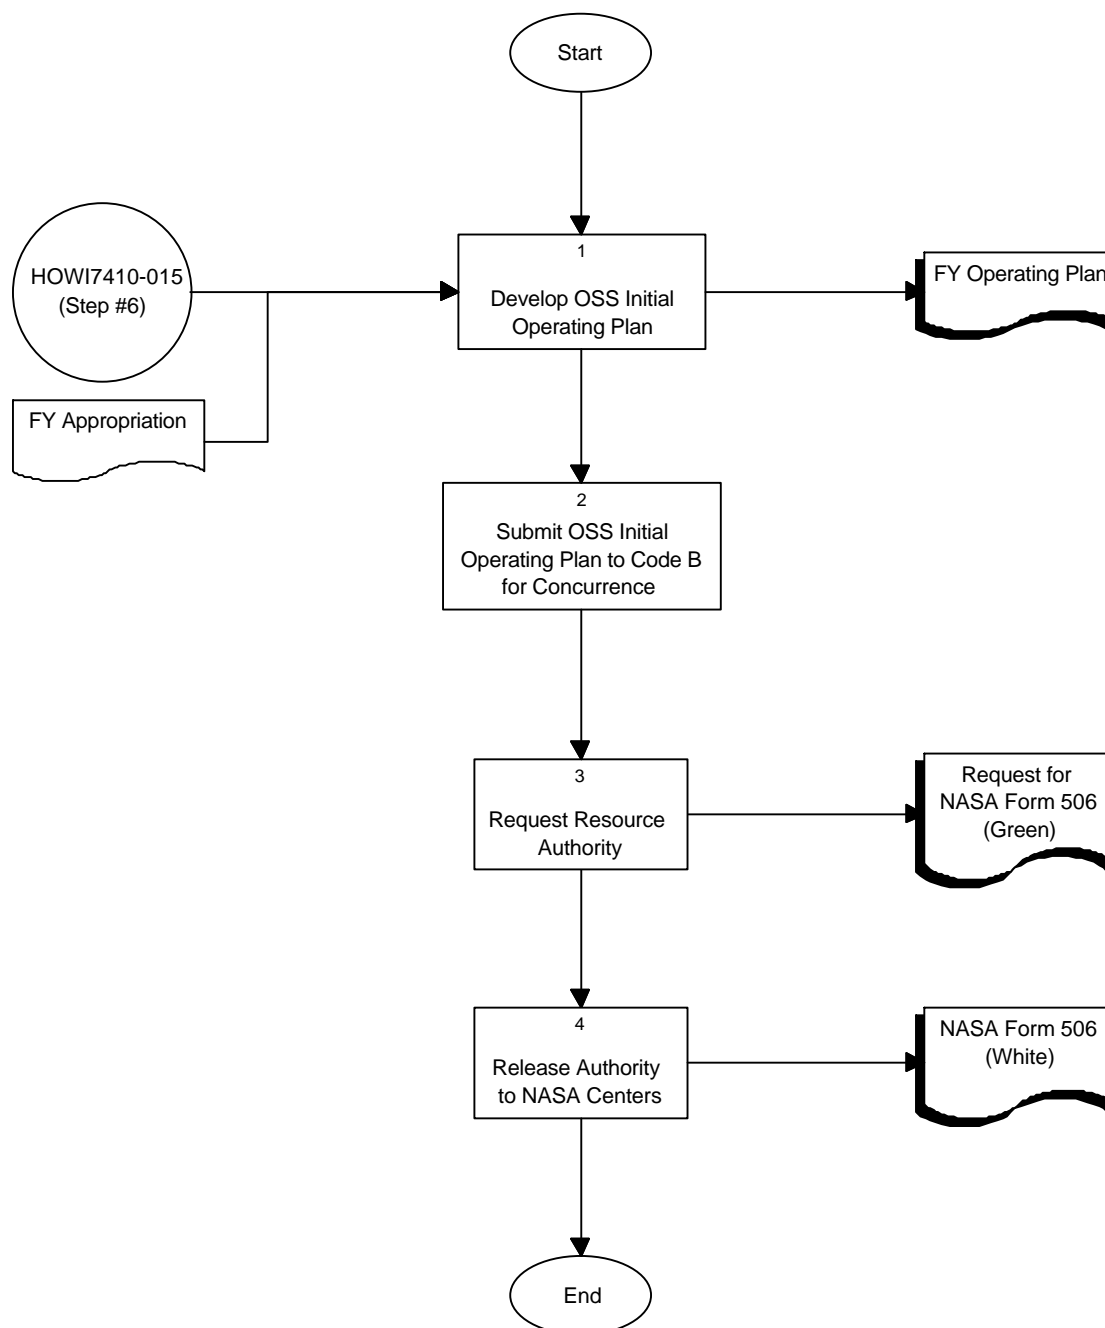 Start
HOWI7410-015
(Step #6)
1
Develop OSS Initial
Operating Plan
FY Operating Plan
FY Appropriation
2
Submit OSS Initial
Operating Plan to Code B
for Concurrence
3
Request Resource
Authority
Request for
NASA Form 506
(Green)
4
Release Authority
to NASA Centers
NASA Form 506
(White)
End